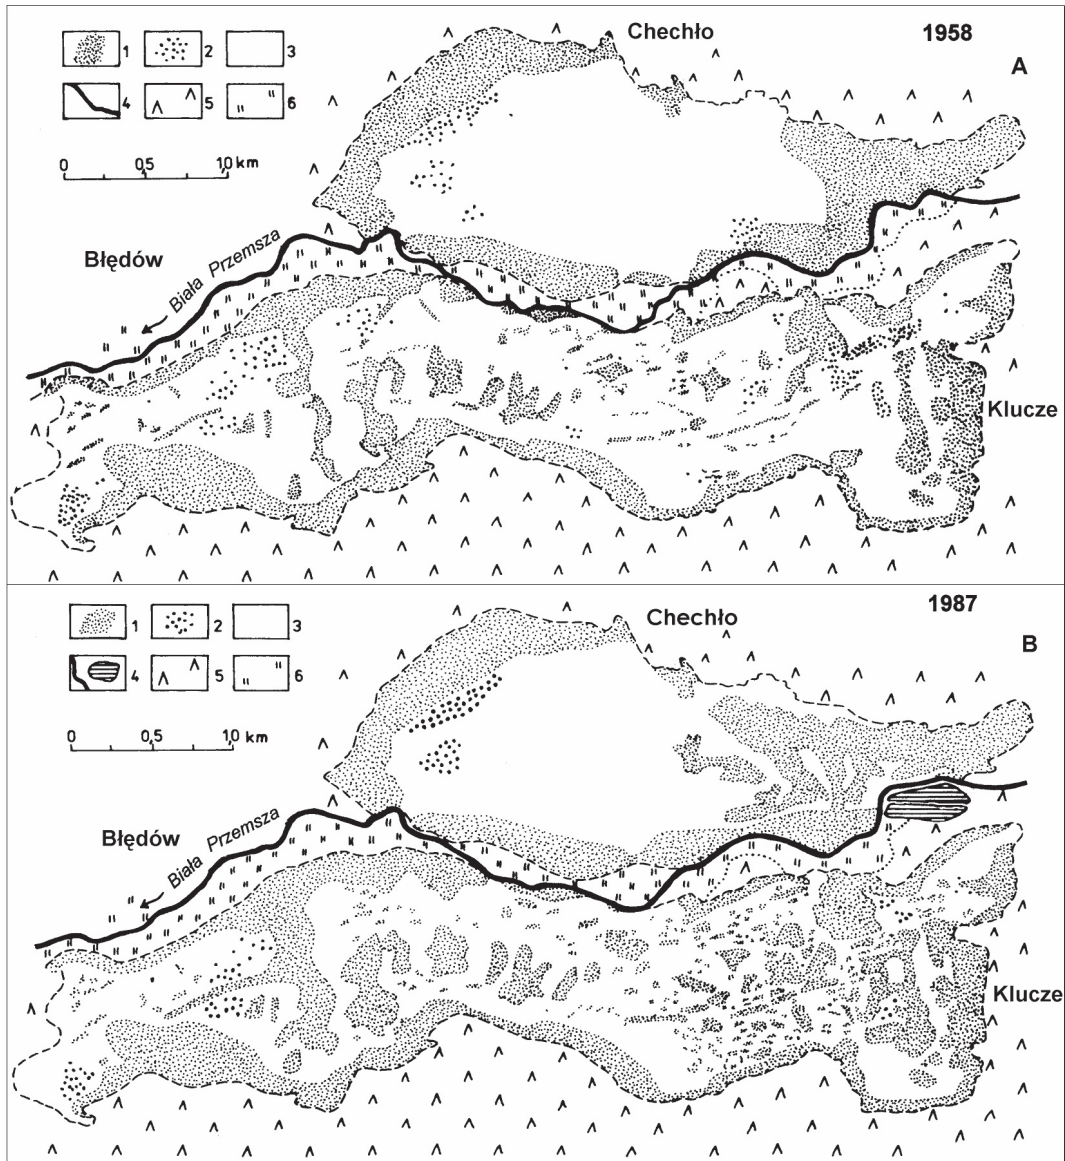 Chechło
1958
A
1 2 3
4 5 6
0 0,5 1,0 km
Błędów
Biała Przemsza
Klucze
1987
Chechło
B
1 2 3
4 5 6
0 0,5 1,0 km
Błędów
Biała Przemsza
Klucze